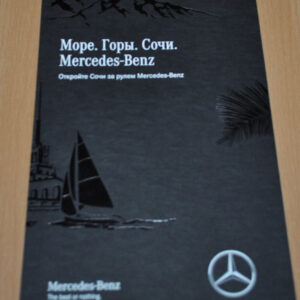 Море. Горы. Сочи.
Mercedes-Benz
Откройте Сочи за рулем Mercedes-Benz
Mercedes-Benz
The best or nothing.